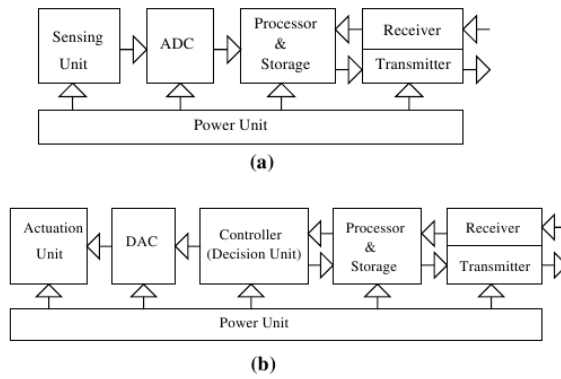 Sensing
Unit
ADC
Processor
&
Storage
Receiver
Transmitter
Power Unit
(a)
Actuation
Unit
DAC
Controller
(Decision Unit)
Processor
&
Storage
Receiver
Transmitter
Power Unit
(b)